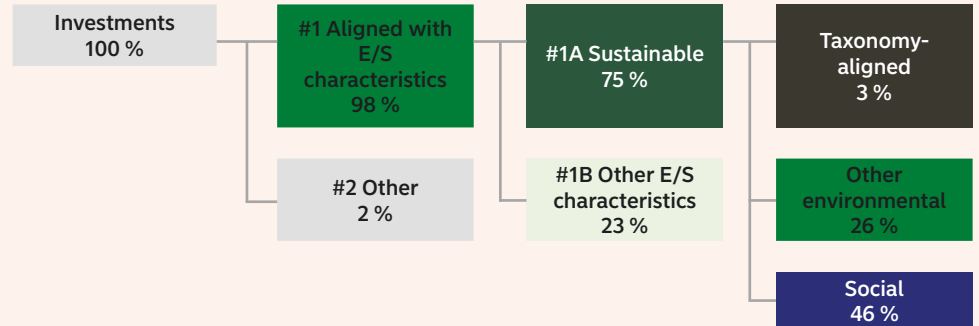 Investments
100 %
#1 Aligned with
E/S
characteristics
98 %
#2 Other
2 %
#1A Sustainable
75 %
#1B Other E/S
characteristics
23 %
Taxonomy-
aligned
3 %
Other
environmental
26 %
Social
46 %